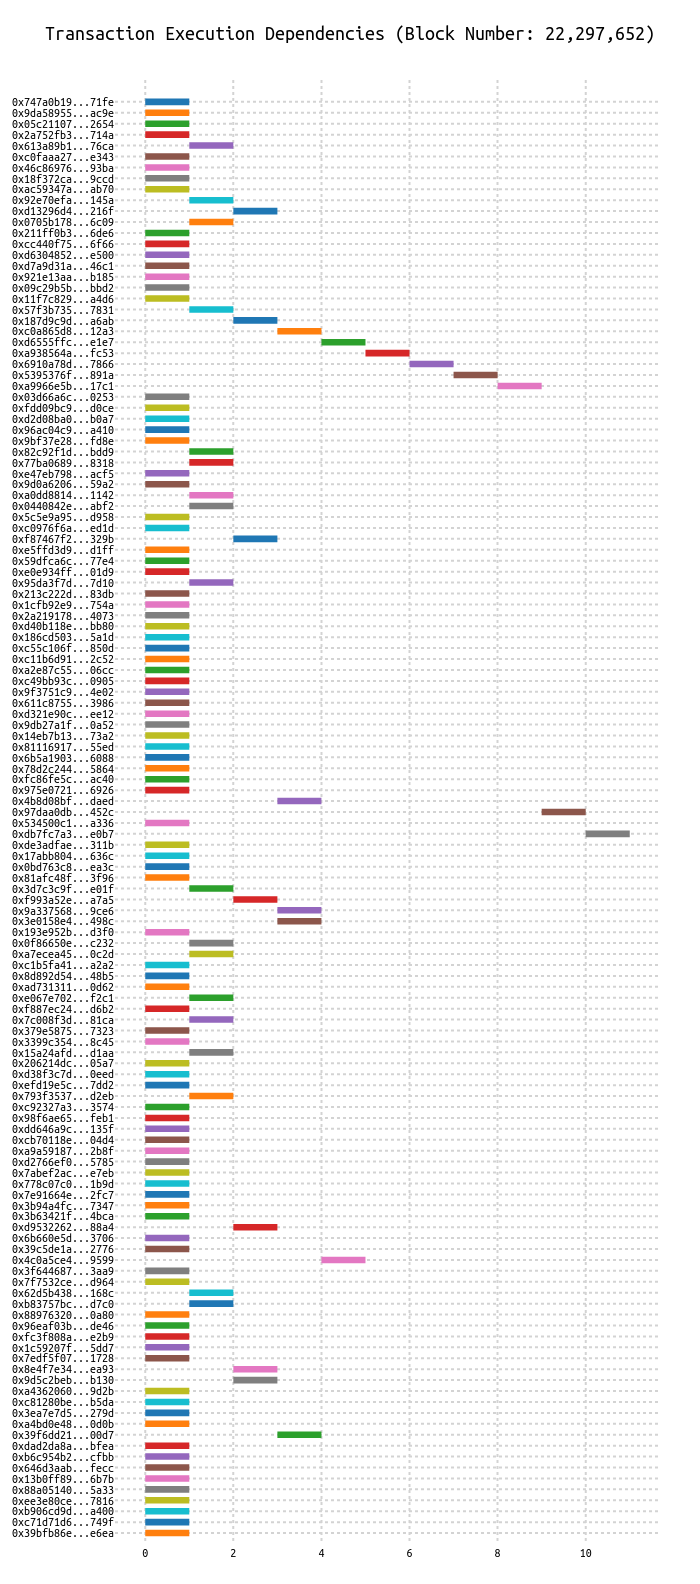 Transaction Execution Dependencies (Block Number: 22,297,652)
0x747a0b19...71fe
0x9da58955...ac9e
0x05c21107...2654
0x2a752fb3...714a
0x613a89b1...76ca
0xc0faaa27...e343
0x46c86976...93ba
0x18f372ca...9ccd
0xac59347a...ab70
0x92e70efa...145a
0xd13296d4...216f
0x0705b178...6c09
0x211ff0b3...6de6
0xcc440f75...6f66
0xd6304852...e500
0xd7a9d31a...46c1
0x921e13aa...b185
0x09c29b5b...bbd2
0x11f7c829...a4d6
0x57f3b735...7831
0x187d9c9d...a6ab
0xc0a865d8...12a3
0xd6555ffc...e1e7
0xa938564a...fc53
0x6910a78d...7866
0x5395376f...891a
0xa9966e5b...17c1
0x03d66a6c...0253
0xfdd09bc9...d0ce
0xd2d08ba0...b0a7
0x96ac04c9...a410
0x9bf37e28...fd8e
0x82c92f1d...bdd9
0x77ba0689...8318
0xe47eb798...acf5
0x9d0a6206...59a2
0xa0dd8814...1142
0x0440842e...abf2
0x5c5e9a95...d958
0xc0976f6a...ed1d
0xf87467f2...329b
0xe5ffd3d9...d1ff
0x59dfca6c...77e4
0xe0e934ff...01d9
0x95da3f7d...7d10
0x213c222d...83db
0x1cfb92e9...754a
0x2a219178...4073
0xd40b118e...bb80
0x186cd503...5a1d
0xc55c106f...850d
0xc11b6d91...2c52
0xa2e87c55...06cc
0xc49bb93c...0905
0x9f3751c9...4e02
0x611c8755...3986
0xd321e90c...ee12
0x9db27a1f...0a52
0x14eb7b13...73a2
0x81116917...55ed
0x6b5a1903...6088
0x78d2c244...5864
0xfc86fe5c...ac40
0x975e0721...6926
0x4b8d08bf...daed
0x97daa0db...452c
0x534500c1...a336
0xdb7fc7a3...e0b7
0xde3adfae...311b
0x17abb804...636c
0x0bd763c8...ea3c
0x81afc48f...3f96
0x3d7c3c9f...e01f
0xf993a52e...a7a5
0x9a337568...9ce6
0x3e0158e4...498c
0x193e952b...d3f0
0x0f86650e...c232
0xa7ecea45...0c2d
0xc1b5fa41...a2a2
0x8d892d54...48b5
0xad731311...0d62
0xe067e702...f2c1
0xf887ec24...d6b2
0x7c008f3d...81ca
0x379e5875...7323
0x3399c354...8c45
0x15a24afd...d1aa
0x206214dc...05a7
0xd38f3c7d...0eed
0xefd19e5c...7dd2
0x793f3537...d2eb
0xc92327a3...3574
0x98f6ae65...feb1
0xdd646a9c...135f
0xcb70118e...04d4
0xa9a59187...2b8f
0xd2766ef0...5785
0x7abef2ac...e7eb
0x778c07c0...1b9d
0x7e91664e...2fc7
0x3b94a4fc...7347
0x3b63421f...4bca
0xd9532262...88a4
0x6b660e5d...3706
0x39c5de1a...2776
0x4c0a5ce4...9599
0x3f644687...3aa9
0x7f7532ce...d964
0x62d5b438...168c
0xb83757bc...d7c0
0x88976320...0a80
0x96eaf03b...de46
0xfc3f808a...e2b9
0x1c59207f...5dd7
0x7edf5f07...1728
0x8e4f7e34...ea93
0x9d5c2beb...b130
0xa4362060...9d2b
0xc81280be...b5da
0x3ea7e7d5...279d
0xa4bd0e48...0d0b
0x39f6dd21...00d7
0xdad2da8a...bfea
0xb6c954b2...cfbb
0x646d3aab...fecc
0x13b0ff89...6b7b
0x88a05140...5a33
0xee3e80ce...7816
0xb906cd9d...a400
0xc71d71d6...749f
0x39bfb86e...e6ea
0 2 4 6 8 10